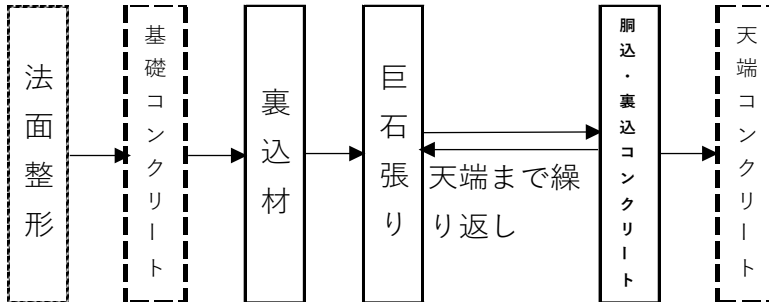 法面整形
基礎コンクリート
裏込材
巨石張り
天端まで繰
り返し
胴込・裏込コンクリート
天端コンクリート